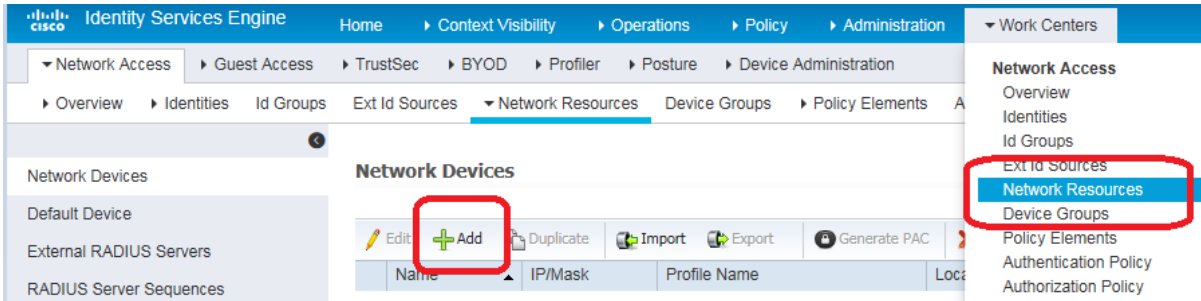 cisco Identity Services Engine Home Context Visibility Operations Policy Administration Work Centers
Network Access Guest Access TrustSec BYOD Profiler Posture Device Administration
Overview Identities Id Groups Ext Id Sources Network Resources Device Groups Policy Elements A
Network Access
Overview
Identities
Id Groups
Ext Id Sources
Network Resources
Device Groups
Policy Elements
Authentication Policy
Authorization Policy
Network Devices
Default Device
External RADIUS Servers
RADIUS Server Sequences
Network Devices
Edit Add Duplicate Import Export Generate PAC
Name IP/Mask Profile Name Loca